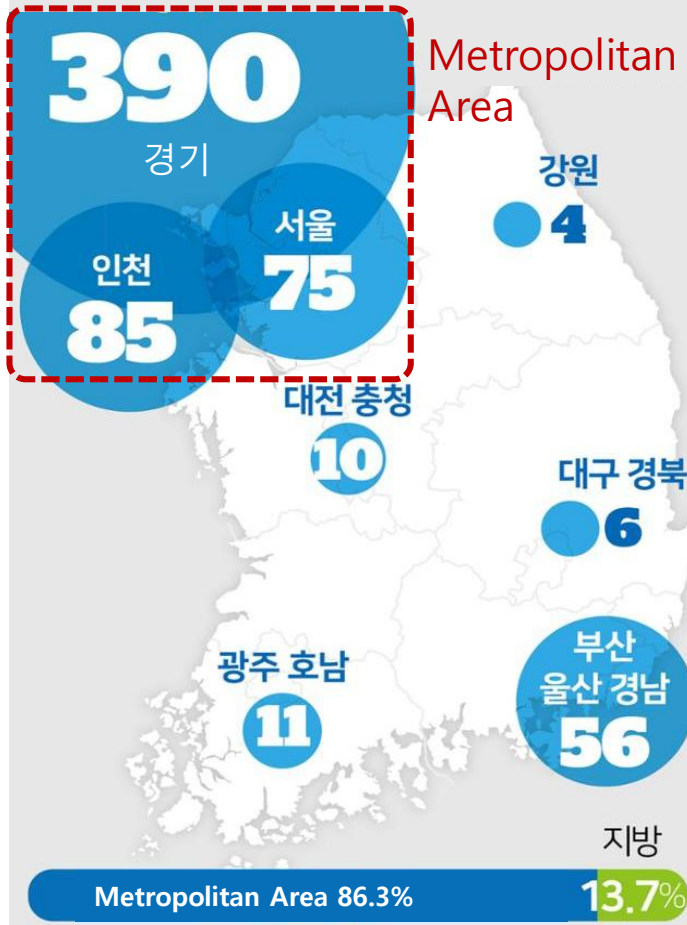 390
경기
Metropolitan
Area
서울
75
인천
85
강원
4
대전 충청
10
대구 경북
6
광주 호남
11
부산
울산 경남
56
지방
Metropolitan Area 86.3%
13.7%